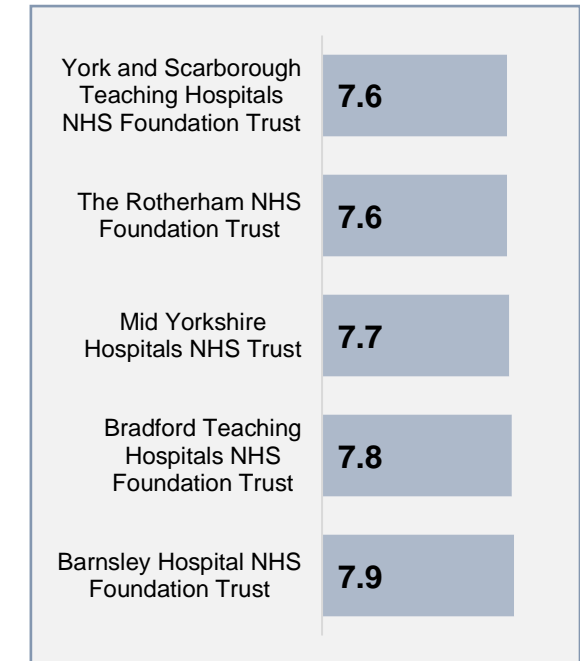 York and Scarborough
Teaching Hospitals
NHS Foundation Trust
7.6
The Rotherham NHS
Foundation Trust
7.6
Mid Yorkshire
Hospitals NHS Trust
7.7
Bradford Teaching
Hospitals NHS
Foundation Trust
7.8
Barnsley Hospital NHS
Foundation Trust
7.9